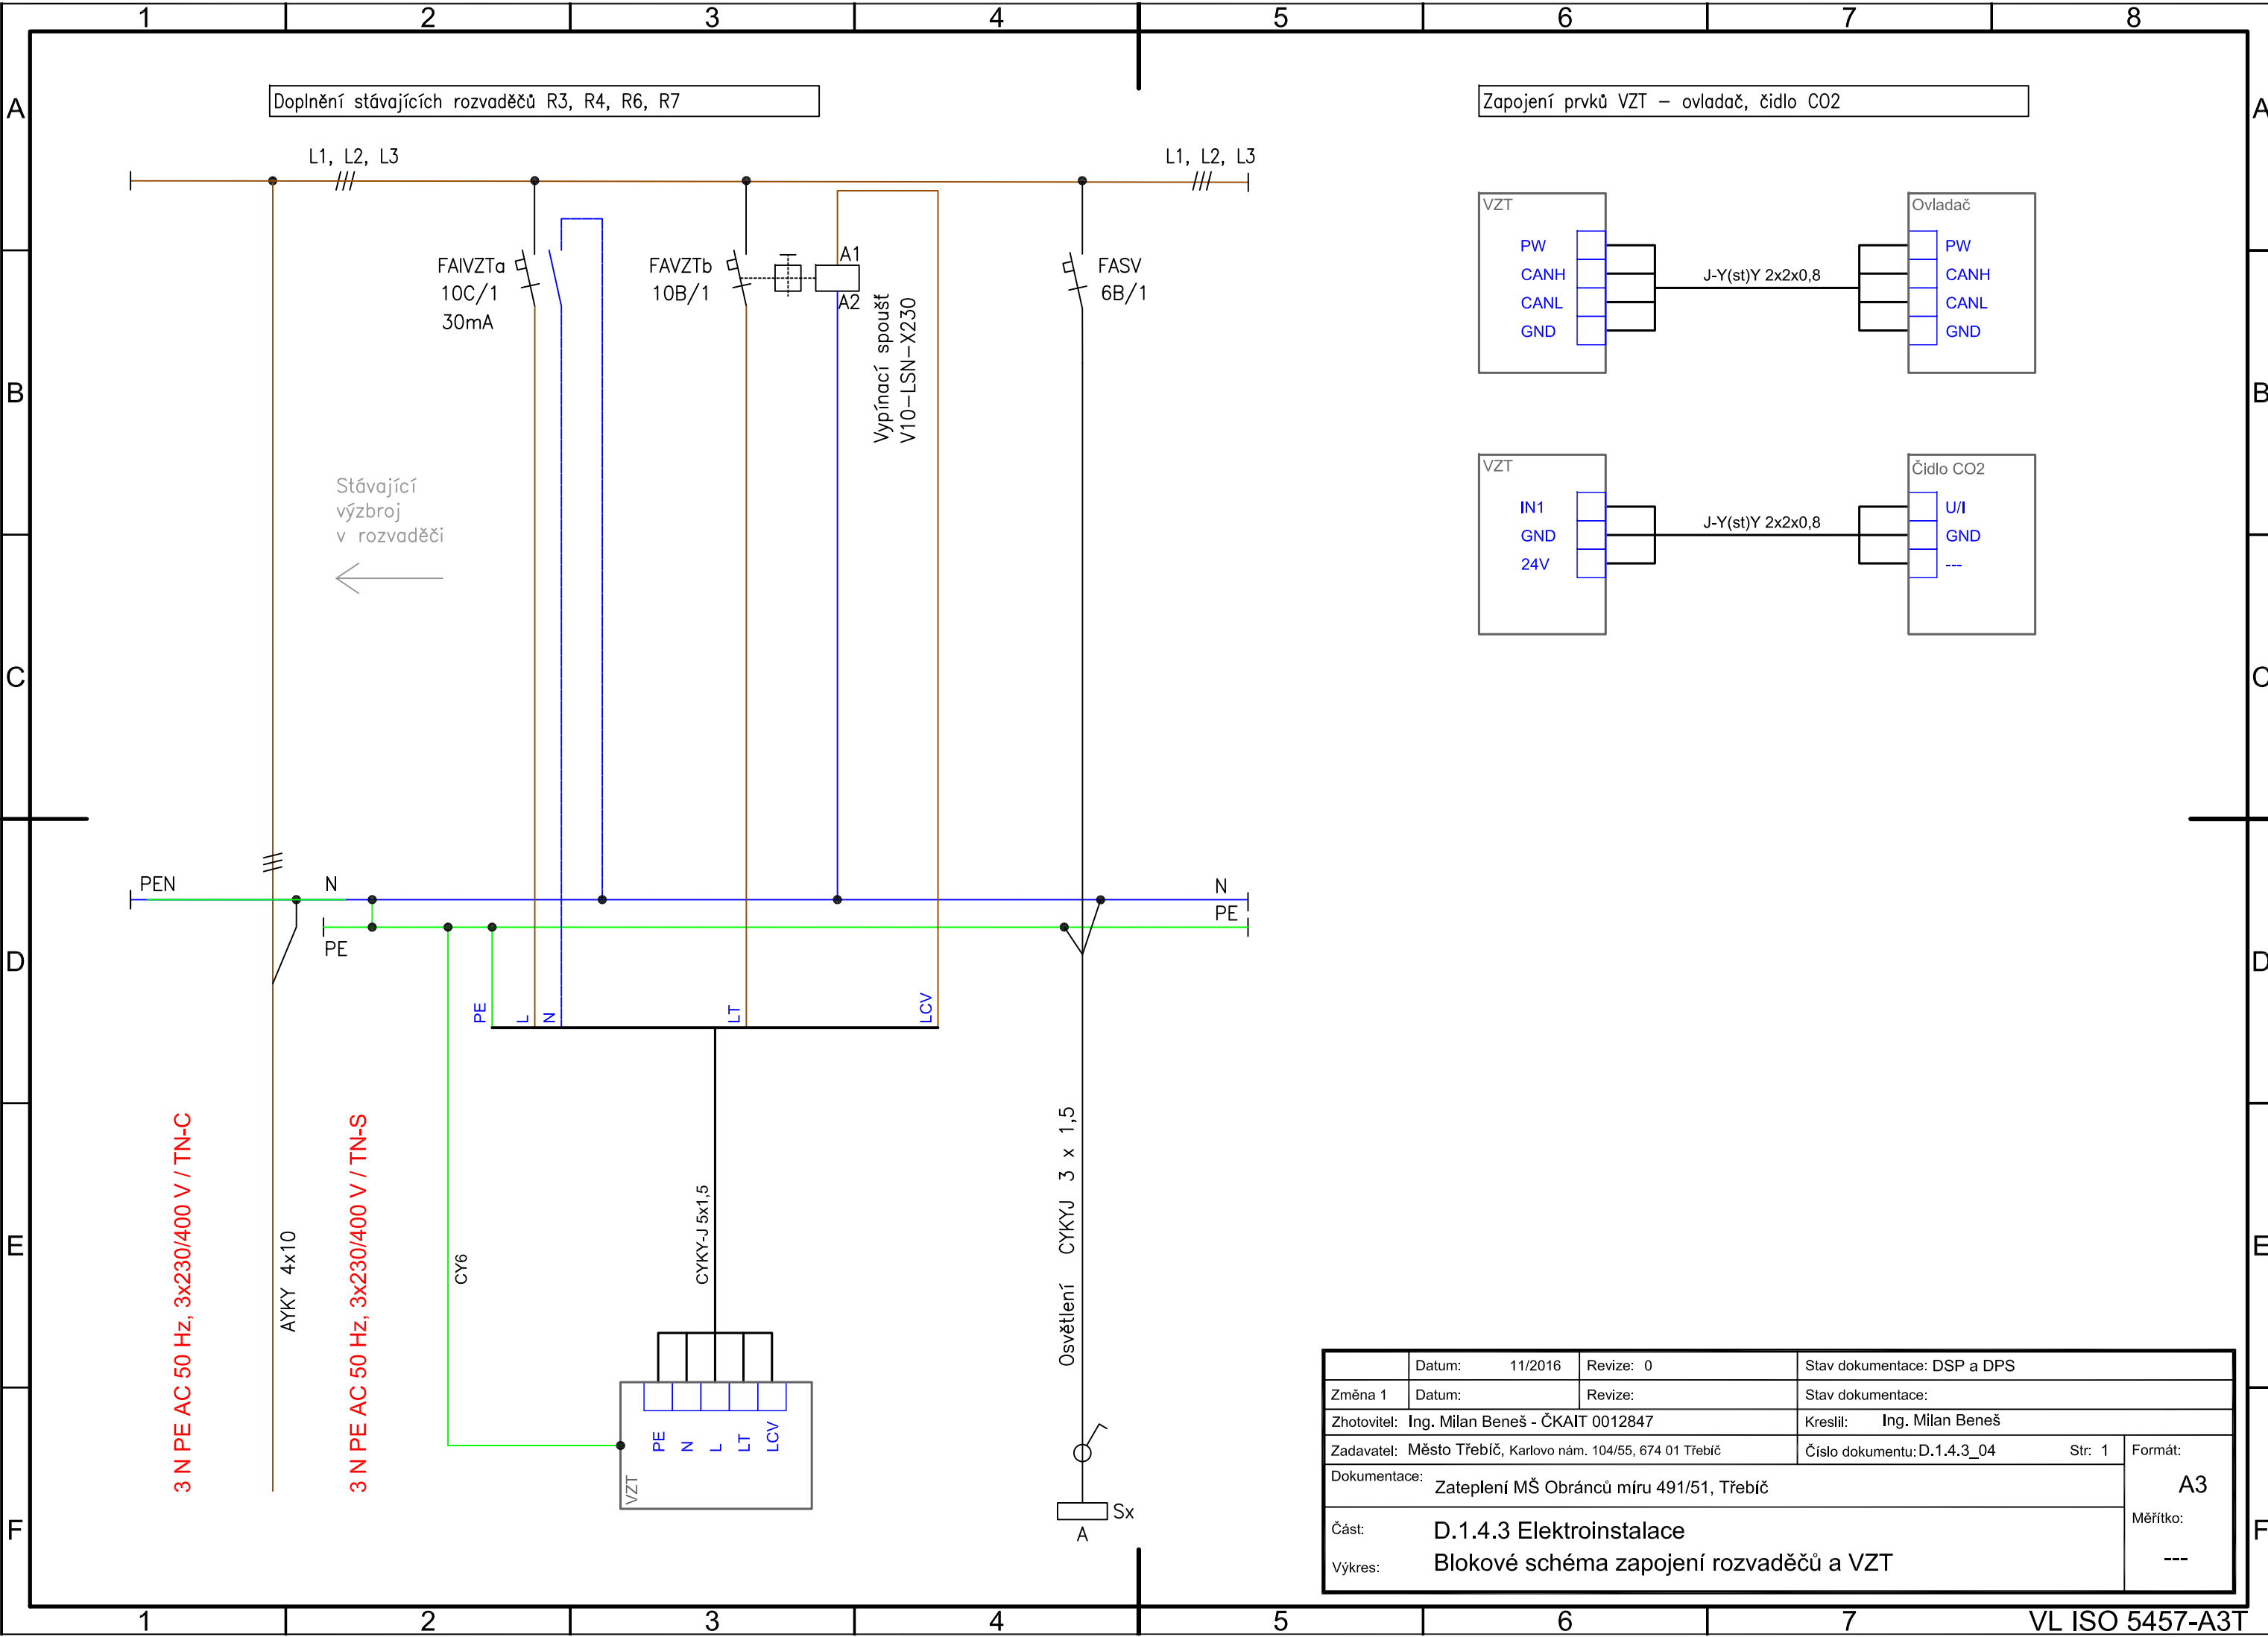 1 2 3 4 5 6 7 8
A A
B B
C C
D D
E E
F F
Doplnění stávajících rozvaděčů R3, R4, R6, R7
L1, L2, L3
L1, L2, L3
FAIVZTa
10C/1
30mA
FAVZTb
10B/1
A1
A2
Vypínací spoušť
V10-LSN-X230
FASV
6B/1
Stávající
výzbroj
v rozvaděči
PEN
N
PE
N
PE
PE
L
N
LT
LCV
3 N PE AC 50 Hz, 3x230/400 V / TN-C
AYKY 4x10
3 N PE AC 50 Hz, 3x230/400 V / TN-S
CY6
CYKY-J 5x1,5
PE
N
L
LT
LCV
VZT
Osvětlení CYKYJ 3 x 1,5
Sx
A
Zapojení prvků VZT - ovladač, čidlo CO2
VZT
PW
CANH
CANL
GND
J-Y(st)Y 2x2x0,8
Ovladač
PW
CANH
CANL
GND
VZT
IN1
GND
24V
J-Y(st)Y 2x2x0,8
Čidlo CO2
U/I
GND
---
Datum: 11/2016 Revize: 0 Stav dokumentace: DSP a DPS
Změna 1 Datum: Revize: Stav dokumentace:
Zhotovitel: Ing. Milan Beneš - ČKAIT 0012847 Kreslil: Ing. Milan Beneš
Zadavatel: Město Třebíč, Karlovo nám. 104/55, 674 01 Třebíč Číslo dokumentu: D.1.4.3_04 Str: 1 Formát:
A3
Dokumentace: Zateplení MŠ Obránců míru 491/51, Třebíč
Část: D.1.4.3 Elektroinstalace
Měřítko:
---
Výkres: Blokové schéma zapojení rozvaděčů a VZT
1 2 3 4 5 6 7 VL ISO 5457-A3T